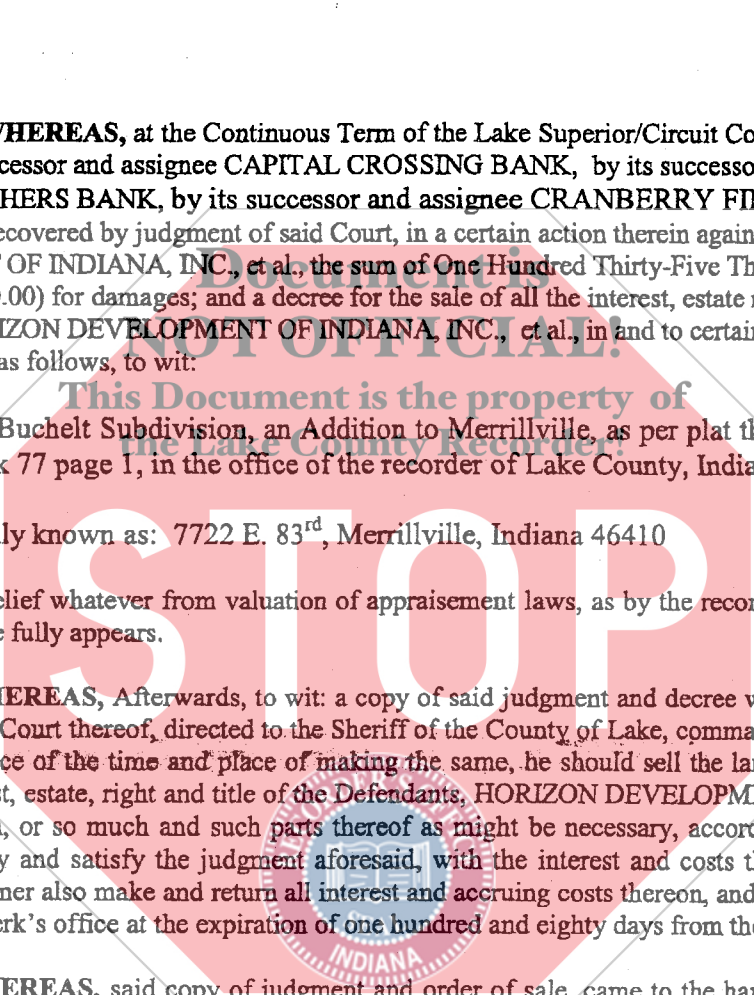 WHEREAS, at the Continuous Term of the Lake Superior/Circuit Co
cessor and assignee CAPITAL CROSSING BANK, by its successo
HERS BANK, by its successor and assignee CRANBERRY FI
ecovered by judgment of said Court, in a certain action therein again
OF INDIANA, INC., et al., the sum of One Hundred Thirty-Five Th
.00) for damages; and a decree for the sale of all the interest, estate
IZON DEVELOPMENT OF INDIANA, INC., et al., in and to certain
as follows, to wit:
Document is
NOT OFFICIAL!
This Document is the property of
the Lake County Recorder!
Buchelt Subdivision, an Addition to Merrillville, as per plat th
k 77 page 1, in the office of the recorder of Lake County, India
ly known as: 7722 E. 83rd, Merrillville, Indiana 46410
STOP
elief whatever from valuation of appraisement laws, as by the recor
e fully appears.
HEREAS, Afterwards, to wit: a copy of said judgment and decree w
Court thereof, directed to the Sheriff of the County of Lake, comma
ce of the time and place of making the same, he should sell the la
t, estate, right and title of the Defendants, HORIZON DEVELOPM
, or so much and such parts thereof as might be necessary, accord
y and satisfy the judgment aforesaid, with the interest and costs t
ner also make and return all interest and accruing costs thereon, and
erk's office at the expiration of one hundred and eighty days from the
INDIANA
EREAS, said copy of judgment and order of sale, came to the ha